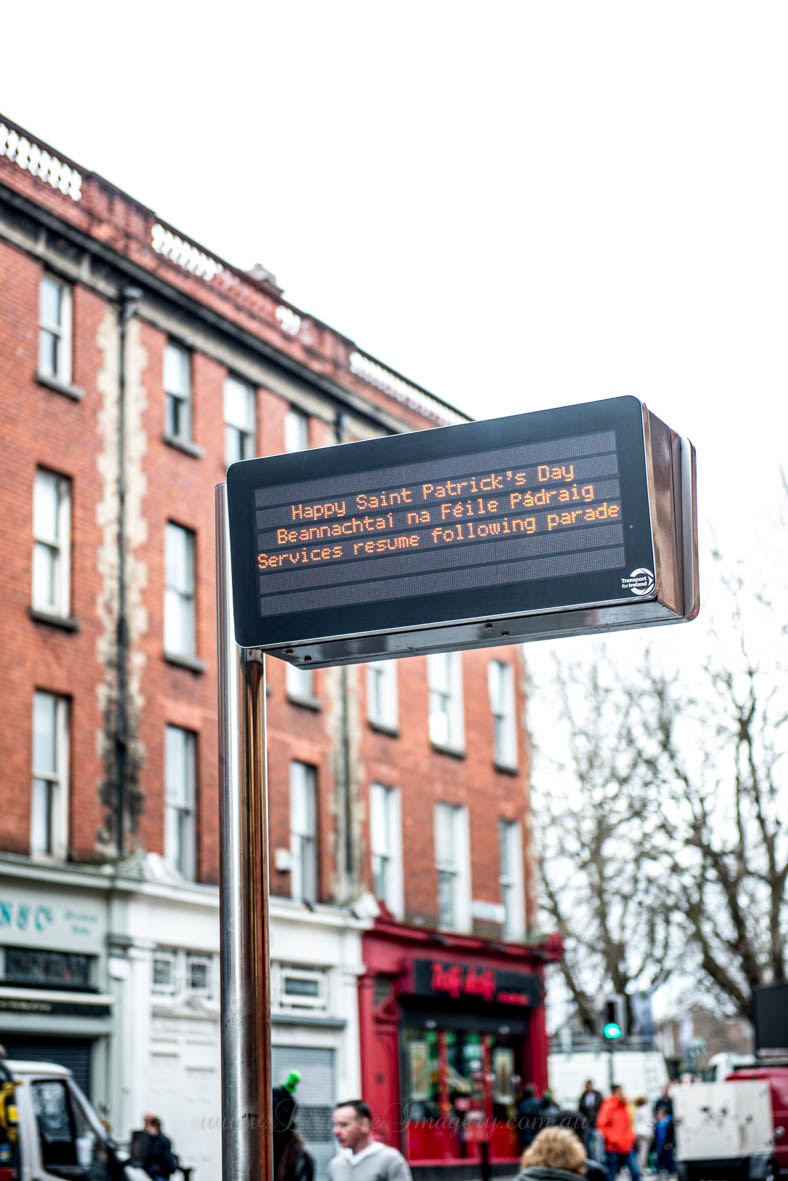 Happy Saint Patrick's Day
Beannachtaí na Féile Pádraig
Services resume following parade
Transport
for Ireland